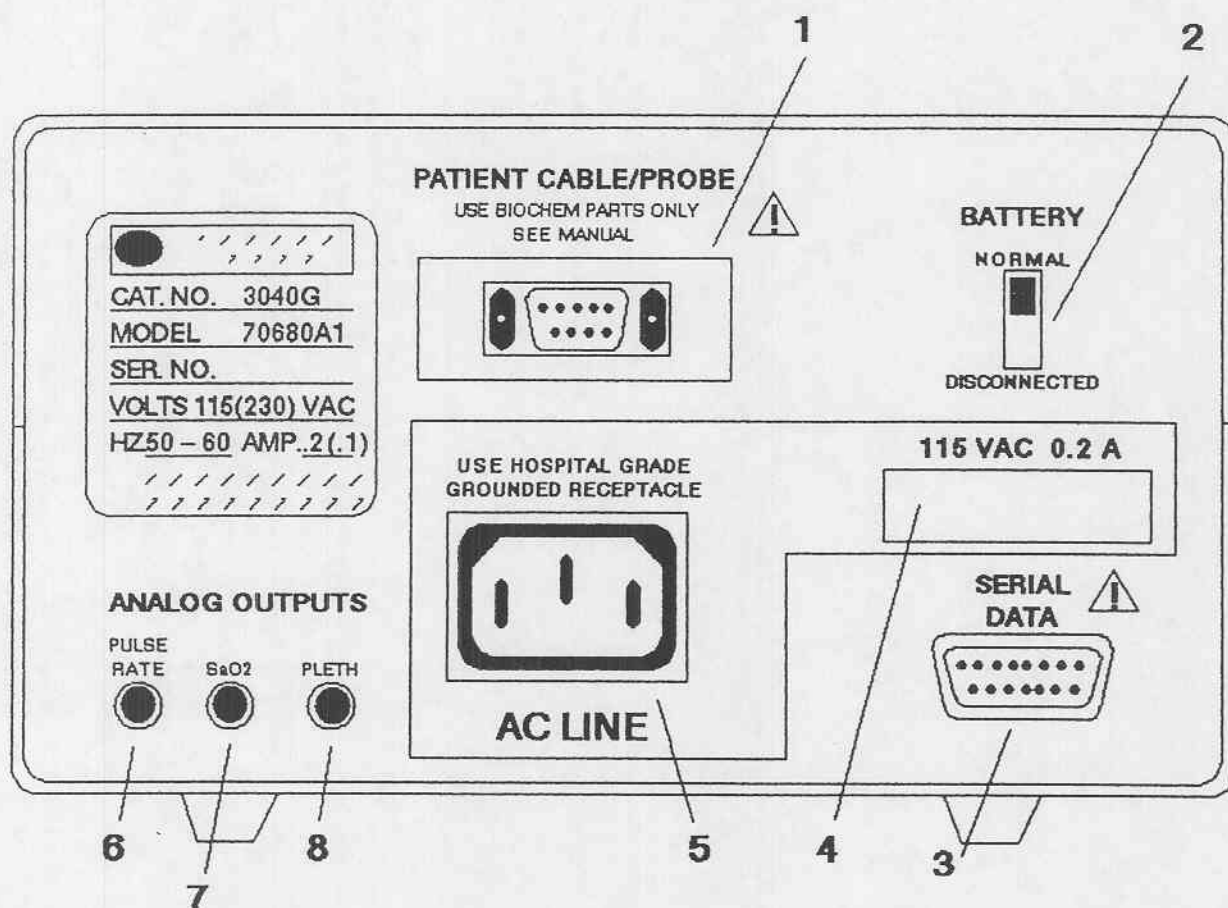 1
2
PATIENT CABLE/PROBE
USE BIOCHEM PARTS ONLY
SEE MANUAL
!
BATTERY
NORMAL
DISCONNECTED
CAT. NO. 3040G
MODEL 70680A1
SER. NO.
VOLTS 115(230) VAC
HZ 50 – 60 AMP..2(.1)
USE HOSPITAL GRADE
GROUNDED RECEPTACLE
115 VAC 0.2 A
AC LINE
SERIAL
DATA
!
ANALOG OUTPUTS
PULSE
RATE
SaO2
PLETH
6
7
8
5
4
3